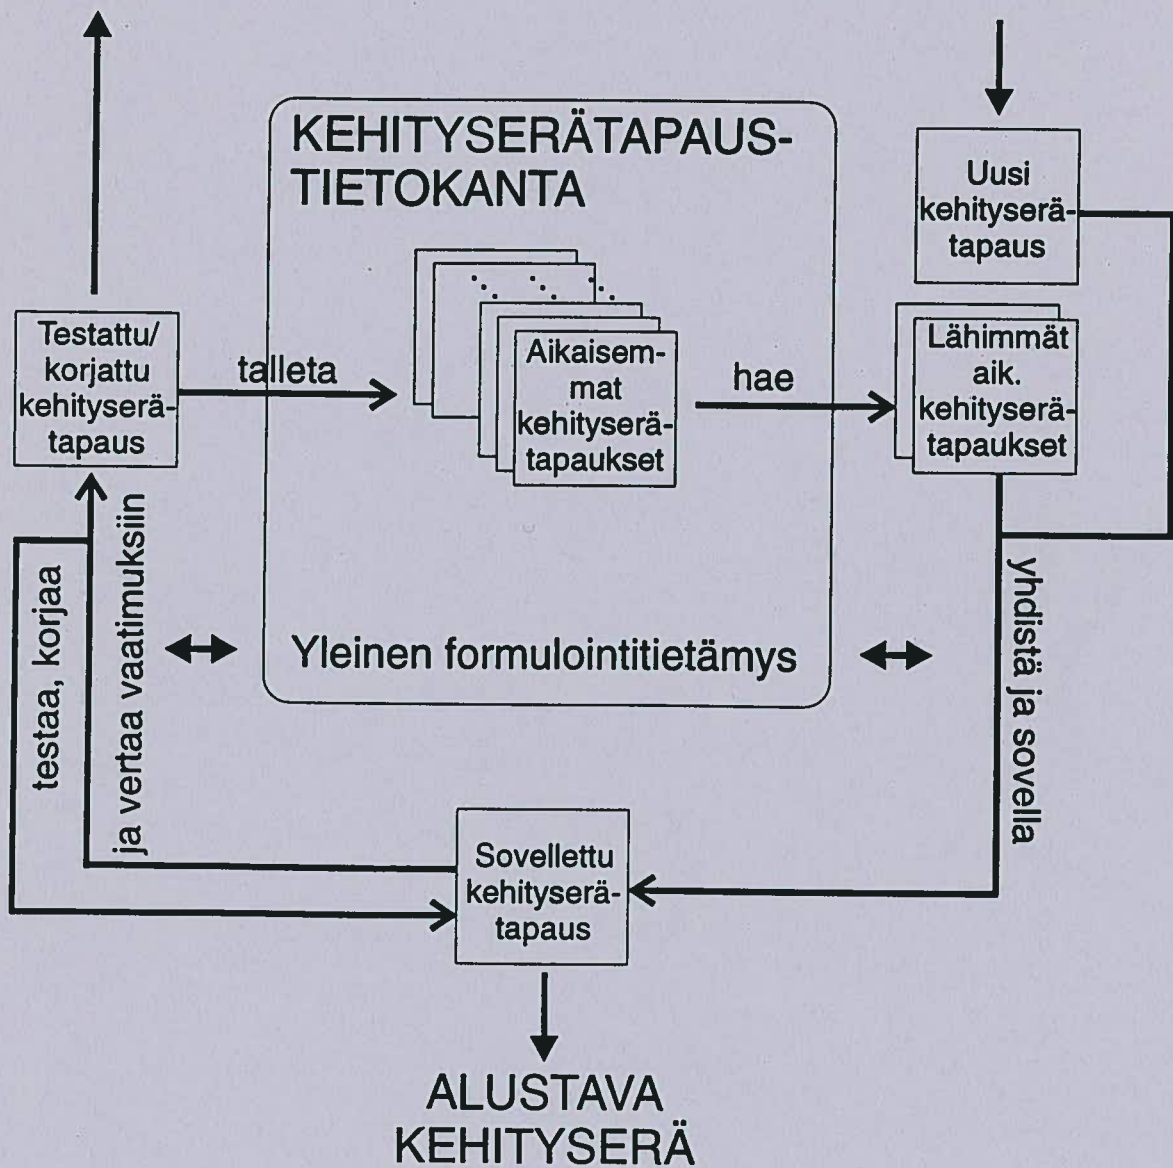 KEHITYSERÄTAPAUS-
TIETOKANTA
Uusi
kehityserä-
tapaus
Testattu/
korjattu
kehityserä-
tapaus
talleta
Aikaisem-
mat
kehityserä-
tapaukset
hae
Lähimmät
aik.
kehityserä-
tapaukset
testaa, korjaa
ja vertaa vaatimuksiin
Yleinen formulointitietämys
yhdistä ja sovella
Sovellettu
kehityserä-
tapaus
ALUSTAVA
KEHITYSERÄ